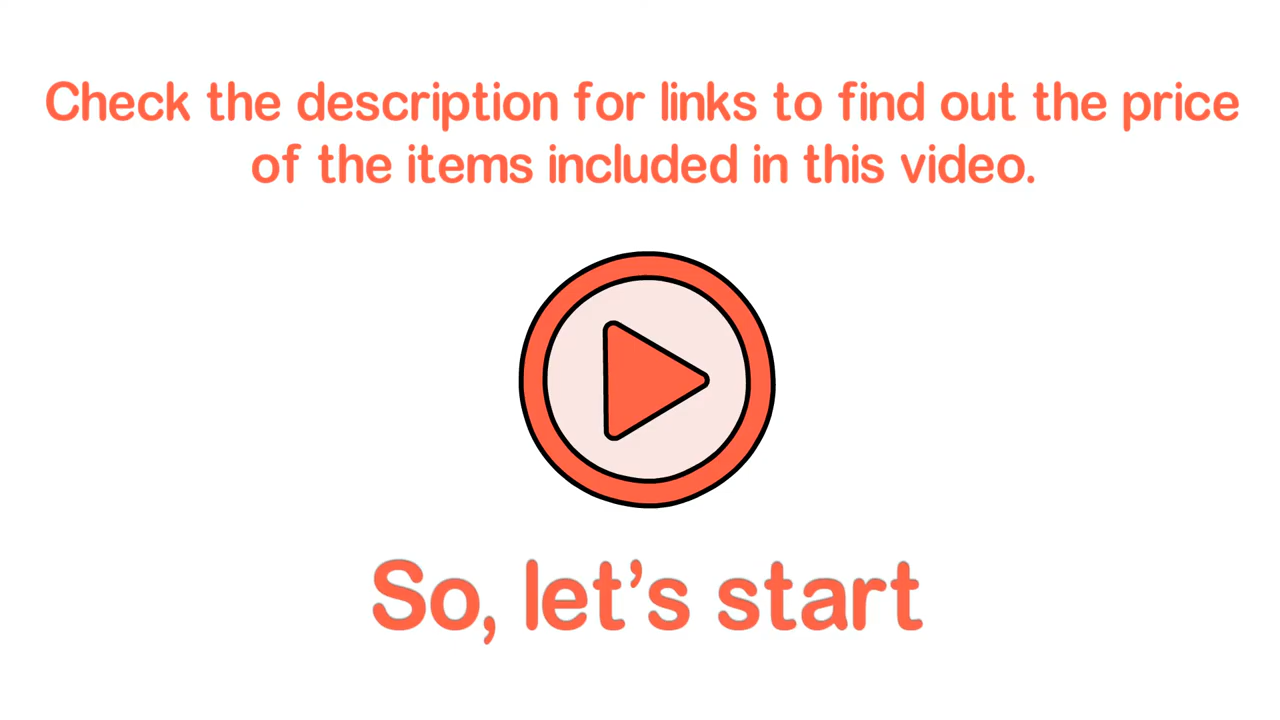 Check the description for links to find out the price
of the items included in this video.
So, let’s start